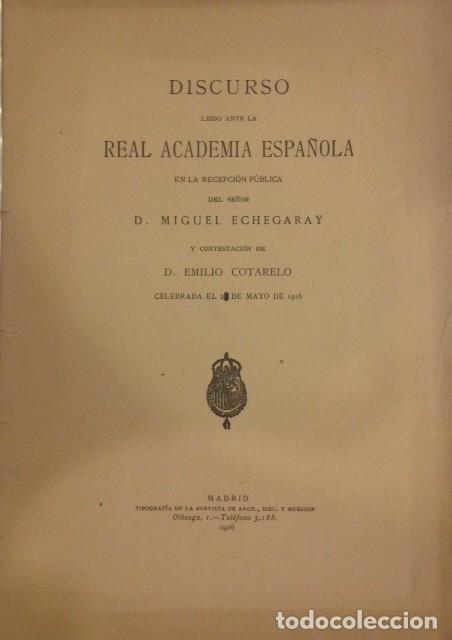 DISCURSO
LEÍDO ANTE LA
REAL ACADEMIA ESPAÑOLA
EN LA RECEPCIÓN PÚBLICA
DEL SEÑOR
D. MIGUEL ECHEGARAY
Y CONTESTACIÓN DE
D. EMILIO COTARELO
CELEBRADA EL 28 DE MAYO DE 1916
MADRID
TIPOGRAFÍA DE LA REVISTA DE ARCH., BIBL. Y MUSEOS
Olózaga, 1.—Teléfono 3.185.
1916
todocoleccion